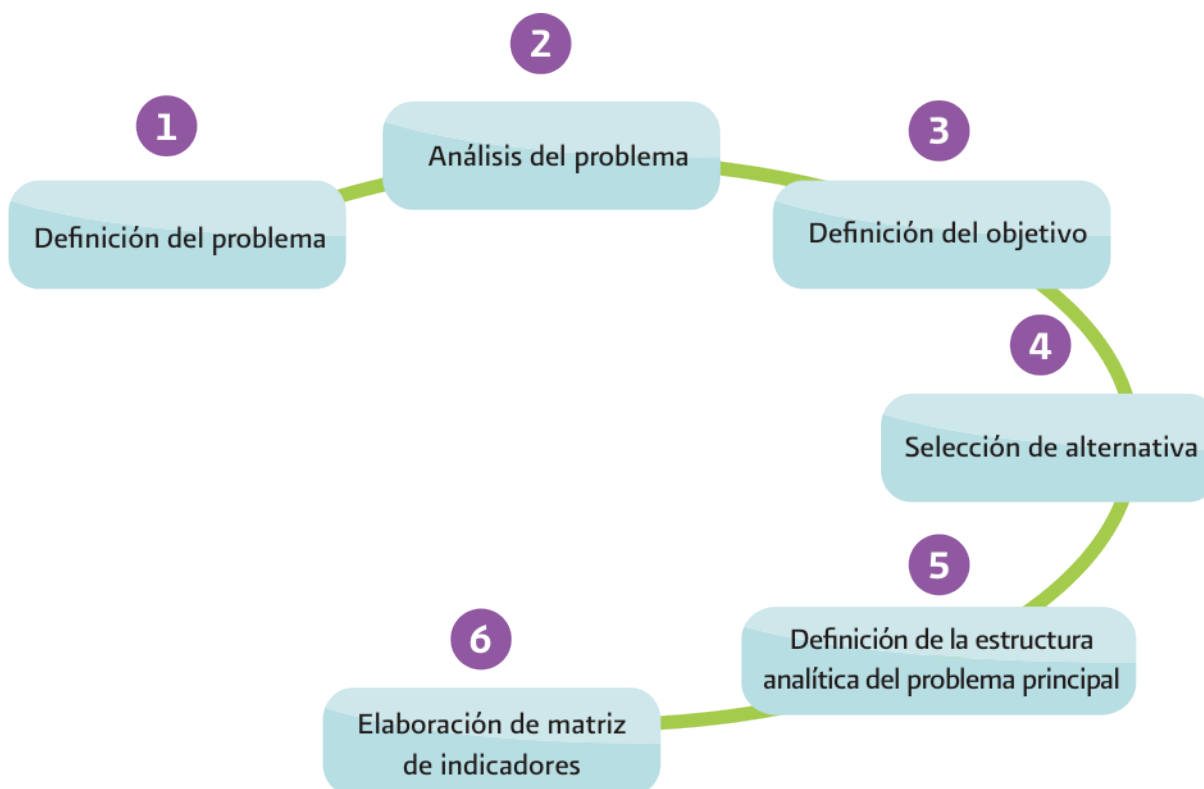 1
Definición del problema
2
Análisis del problema
3
Definición del objetivo
4
Selección de alternativa
5
Definición de la estructura
analítica del problema principal
6
Elaboración de matriz
de indicadores